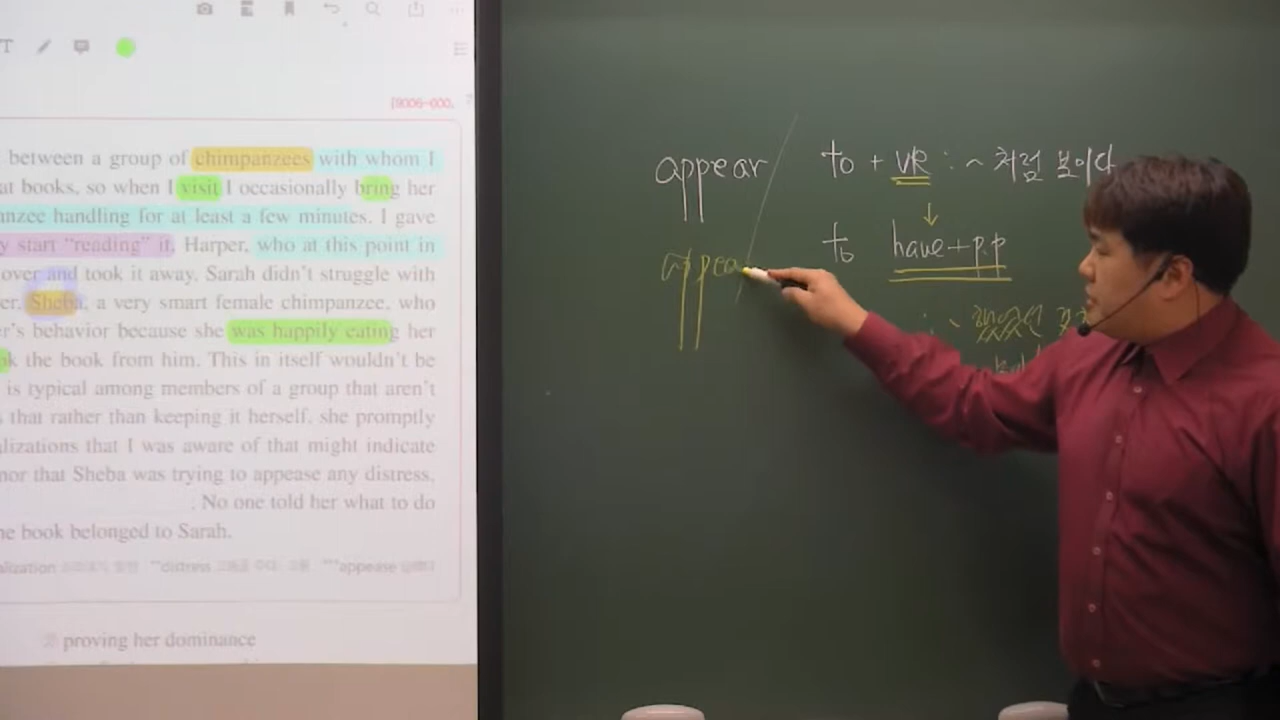 between a group of chimpanzees with whom I
at books, so when I visit I occasionally bring her
anzee handling for at least a few minutes. I gave
y start “reading” it, Harper, who at this point in
over and took it away. Sarah didn't struggle with
er. Sheba, a very smart female chimpanzee, who
r's behavior because she was happily eating her
k the book from him. This in itself wouldn't be
is typical among members of a group that aren't
s that rather than keeping it herself, she promptly
alizations that I was aware of that might indicate
nor that Sheba was trying to appease any distress.
. No one told her what to do
he book belonged to Sarah.
alization **distress ***appease
proving her dominance
appear to + VR : ~처럼 보이다
to have + p.p
appea